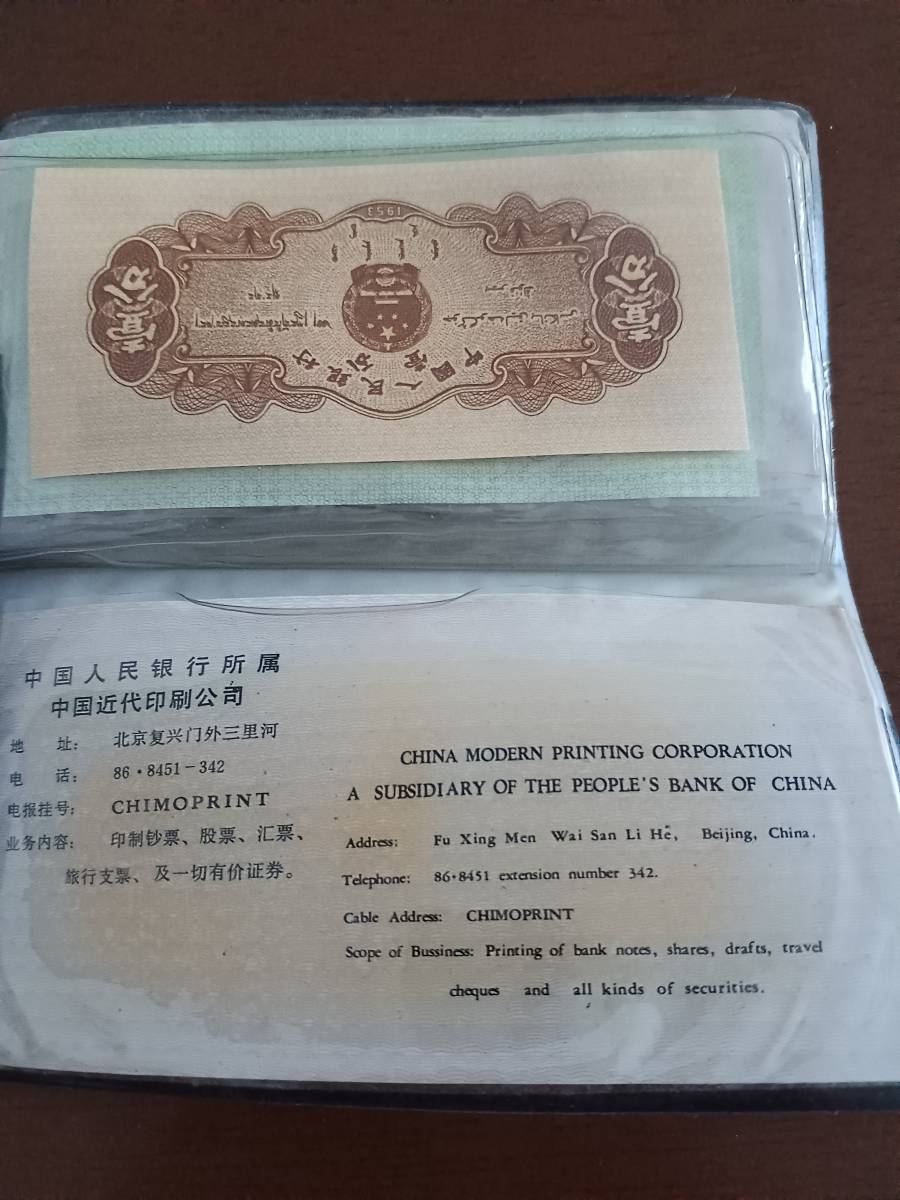 1953
壹分
壹分
中国人民银行
中国人民银行所属
中国近代印刷公司
地 址: 北京复兴门外三里河
电 话: 86·8451-342
电报挂号: CHIMOPRINT
业务内容: 印制钞票、股票、汇票、
旅行支票、及一切有价证券。
CHINA MODERN PRINTING CORPORATION
A SUBSIDIARY OF THE PEOPLE'S BANK OF CHINA
Address: Fu Xing Men Wai San Li He, Beijing, China.
Telephone: 86·8451 extension number 342.
Cable Address: CHIMOPRINT
Scope of Bussiness: Printing of bank notes, shares, drafts, travel
cheques and all kinds of securities.